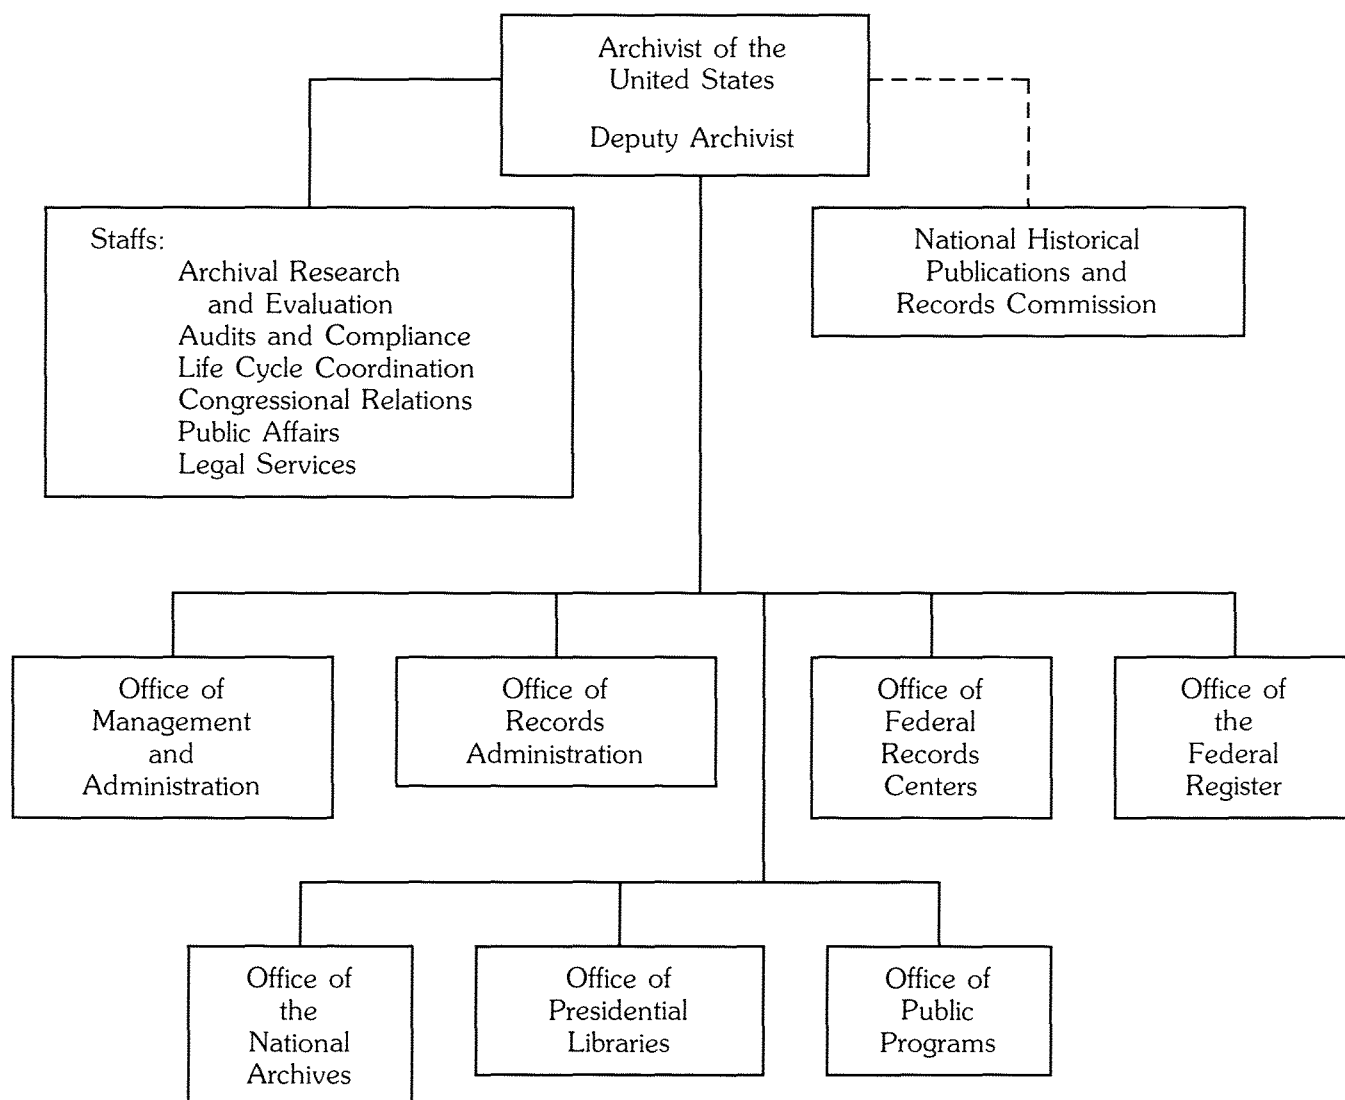 Archivist of the
United States
Deputy Archivist
Staffs:
Archival Research
and Evaluation
Audits and Compliance
Life Cycle Coordination
Congressional Relations
Public Affairs
Legal Services
National Historical
Publications and
Records Commission
Office of
Management
and
Administration
Office of
Records
Administration
Office of
Federal
Records
Centers
Office of
the
Federal
Register
Office of
the
National
Archives
Office of
Presidential
Libraries
Office of
Public
Programs